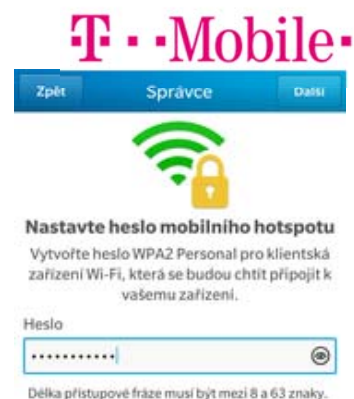 T··Mobile·
Zpět Správce Další
Nastavte heslo mobilního hotspotu
Vytvořte heslo WPA2 Personal pro klientská
zařízení Wi-Fi, která se budou chtít připojit k
vašemu zařízení.
Heslo
•••••••••••
Délka přístupové fráze musí být mezi 8 a 63 znaky.